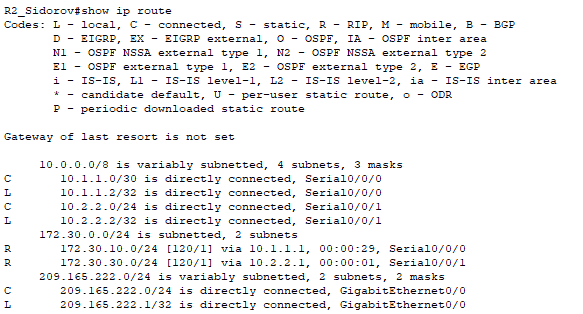 R2_Sidorov#show ip route
Codes: L - local, C - connected, S - static, R - RIP, M - mobile, B - BGP
D - EIGRP, EX - EIGRP external, O - OSPF, IA - OSPF inter area
N1 - OSPF NSSA external type 1, N2 - OSPF NSSA external type 2
E1 - OSPF external type 1, E2 - OSPF external type 2, E - EGP
i - IS-IS, L1 - IS-IS level-1, L2 - IS-IS level-2, ia - IS-IS inter area
* - candidate default, U - per-user static route, o - ODR
P - periodic downloaded static route
Gateway of last resort is not set
10.0.0.0/8 is variably subnetted, 4 subnets, 3 masks
C 10.1.1.0/30 is directly connected, Serial0/0/0
L 10.1.1.2/32 is directly connected, Serial0/0/0
C 10.2.2.0/24 is directly connected, Serial0/0/1
L 10.2.2.2/32 is directly connected, Serial0/0/1
172.30.0.0/24 is subnetted, 2 subnets
R 172.30.10.0/24 [120/1] via 10.1.1.1, 00:00:29, Serial0/0/0
R 172.30.30.0/24 [120/1] via 10.2.2.1, 00:00:01, Serial0/0/1
209.165.222.0/24 is variably subnetted, 2 subnets, 2 masks
C 209.165.222.0/24 is directly connected, GigabitEthernet0/0
L 209.165.222.1/32 is directly connected, GigabitEthernet0/0